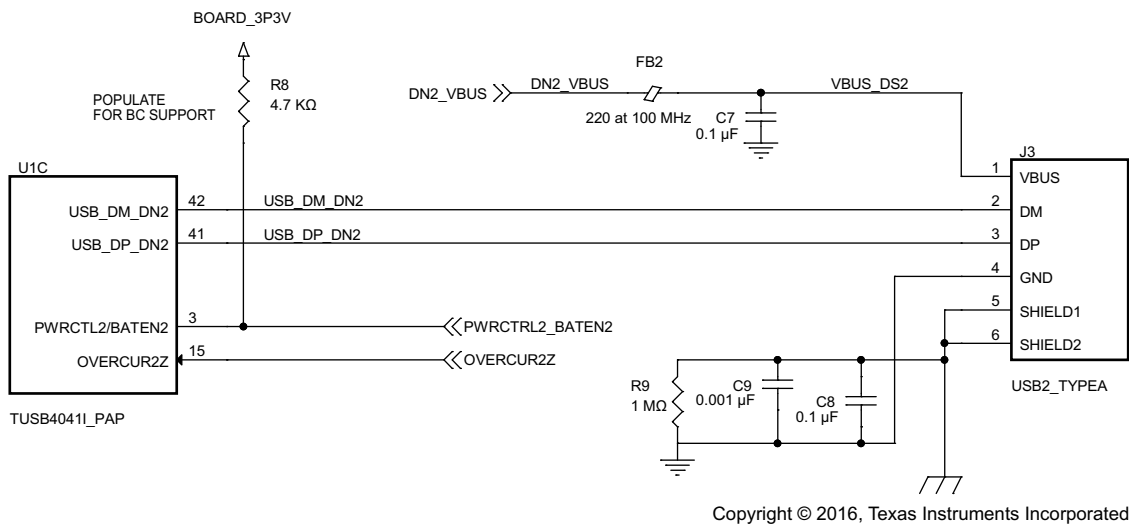 BOARD_3P3V
FB2
R8
4.7 KΩ
POPULATE
FOR BC SUPPORT
DN2_VBUS
DN2_VBUS
VBUS_DS2
220 at 100 MHz
C7
0.1 µF
U1C
J3
1
VBUS
USB_DM_DN2
42
USB_DM_DN2
2
DM
USB_DP_DN2
41
USB_DP_DN2
3
DP
4
GND
5
SHIELD1
PWRCTL2/BATEN2
3
PWRCTRL2_BATEN2
6
SHIELD2
OVERCUR2Z
15
OVERCUR2Z
R9
1 MΩ
C9
0.001 µF
C8
0.1 µF
USB2_TYPEA
TUSB4041I_PAP
Copyright © 2016, Texas Instruments Incorporated